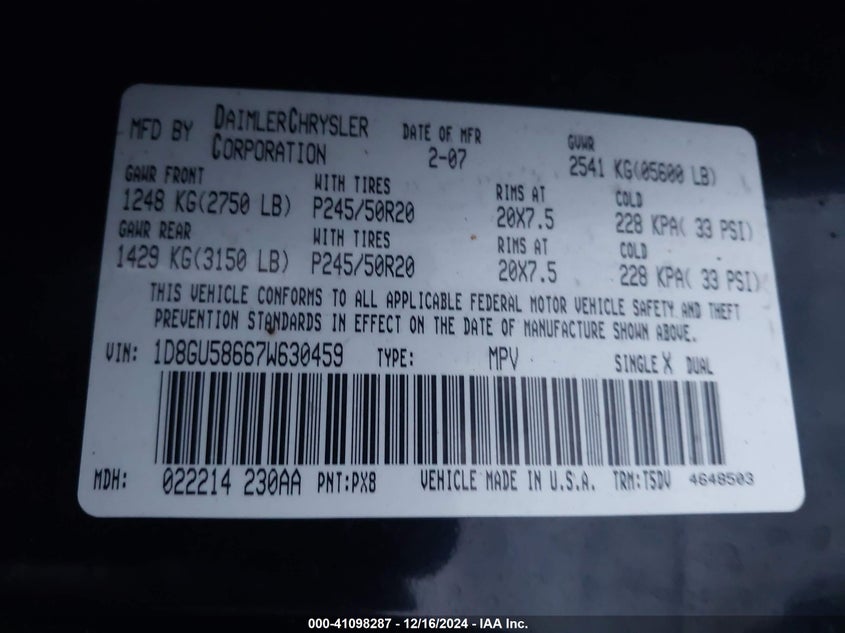 MFD BY DAIMLERCHRYSLER CORPORATION DATE OF MFR 2-07 GVWR 2541 KG(05600 LB)
GAWR FRONT WITH TIRES RIMS AT COLD
1248 KG(2750 LB) P245/50R20 20X7.5 228 KPA( 33 PSI)
GAWR REAR WITH TIRES RIMS AT COLD
1429 KG(3150 LB) P245/50R20 20X7.5 228 KPA( 33 PSI)
THIS VEHICLE CONFORMS TO ALL APPLICABLE FEDERAL MOTOR VEHICLE SAFETY AND THEFT
PREVENTION STANDARDS IN EFFECT ON THE DATE OF MANUFACTURE SHOWN ABOVE.
VIN: 1D8GU58667W630459 TYPE: MPV SINGLE X DUAL
MDH: 022214 230AA PNT:PX8 VEHICLE MADE IN U.S.A. TRM:T5DV 4648503
000-41098287 - 12/16/2024 - IAA Inc.